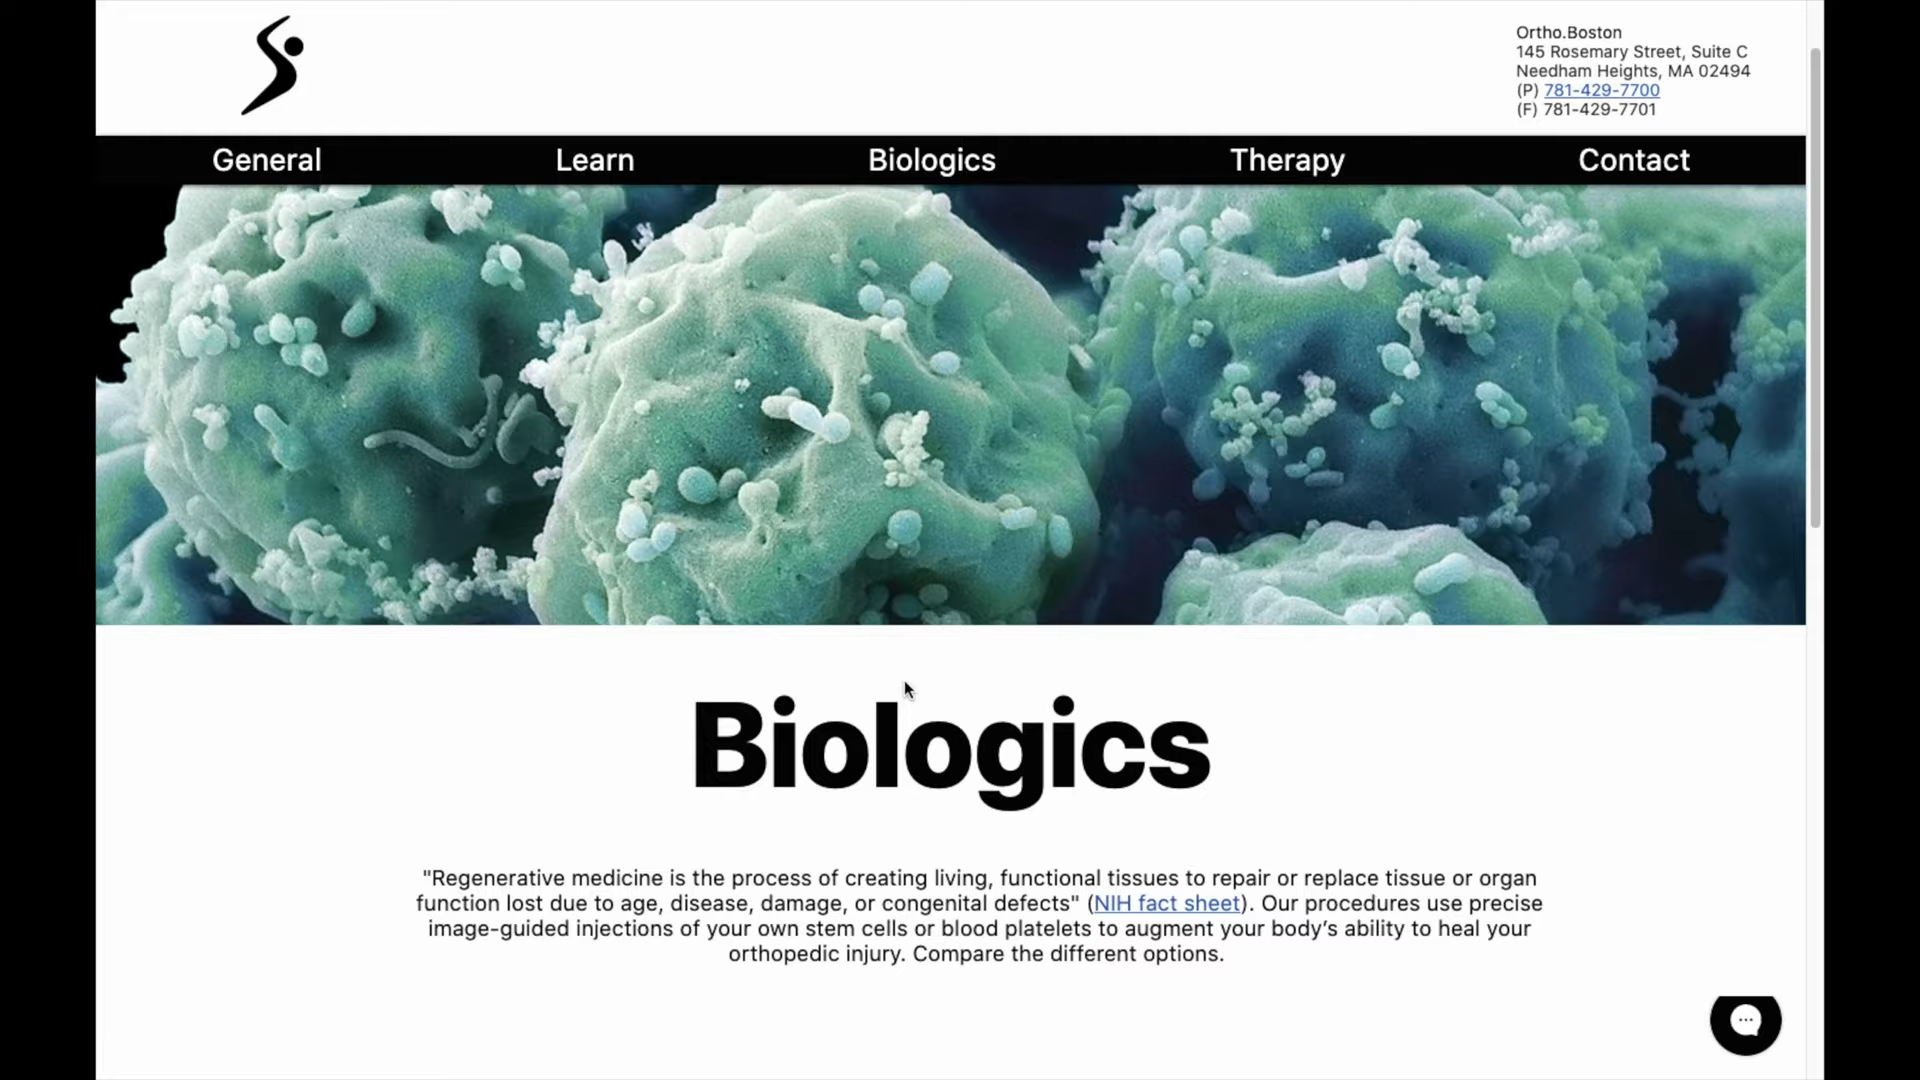 Ortho.Boston
145 Rosemary Street, Suite C
Needham Heights, MA 02494
(P) 781-429-7700
(F) 781-429-7701
General Learn Biologics Therapy Contact
Biologics
"Regenerative medicine is the process of creating living, functional tissues to repair or replace tissue or organ
function lost due to age, disease, damage, or congenital defects" (NIH fact sheet). Our procedures use precise
image-guided injections of your own stem cells or blood platelets to augment your body’s ability to heal your
orthopedic injury. Compare the different options.